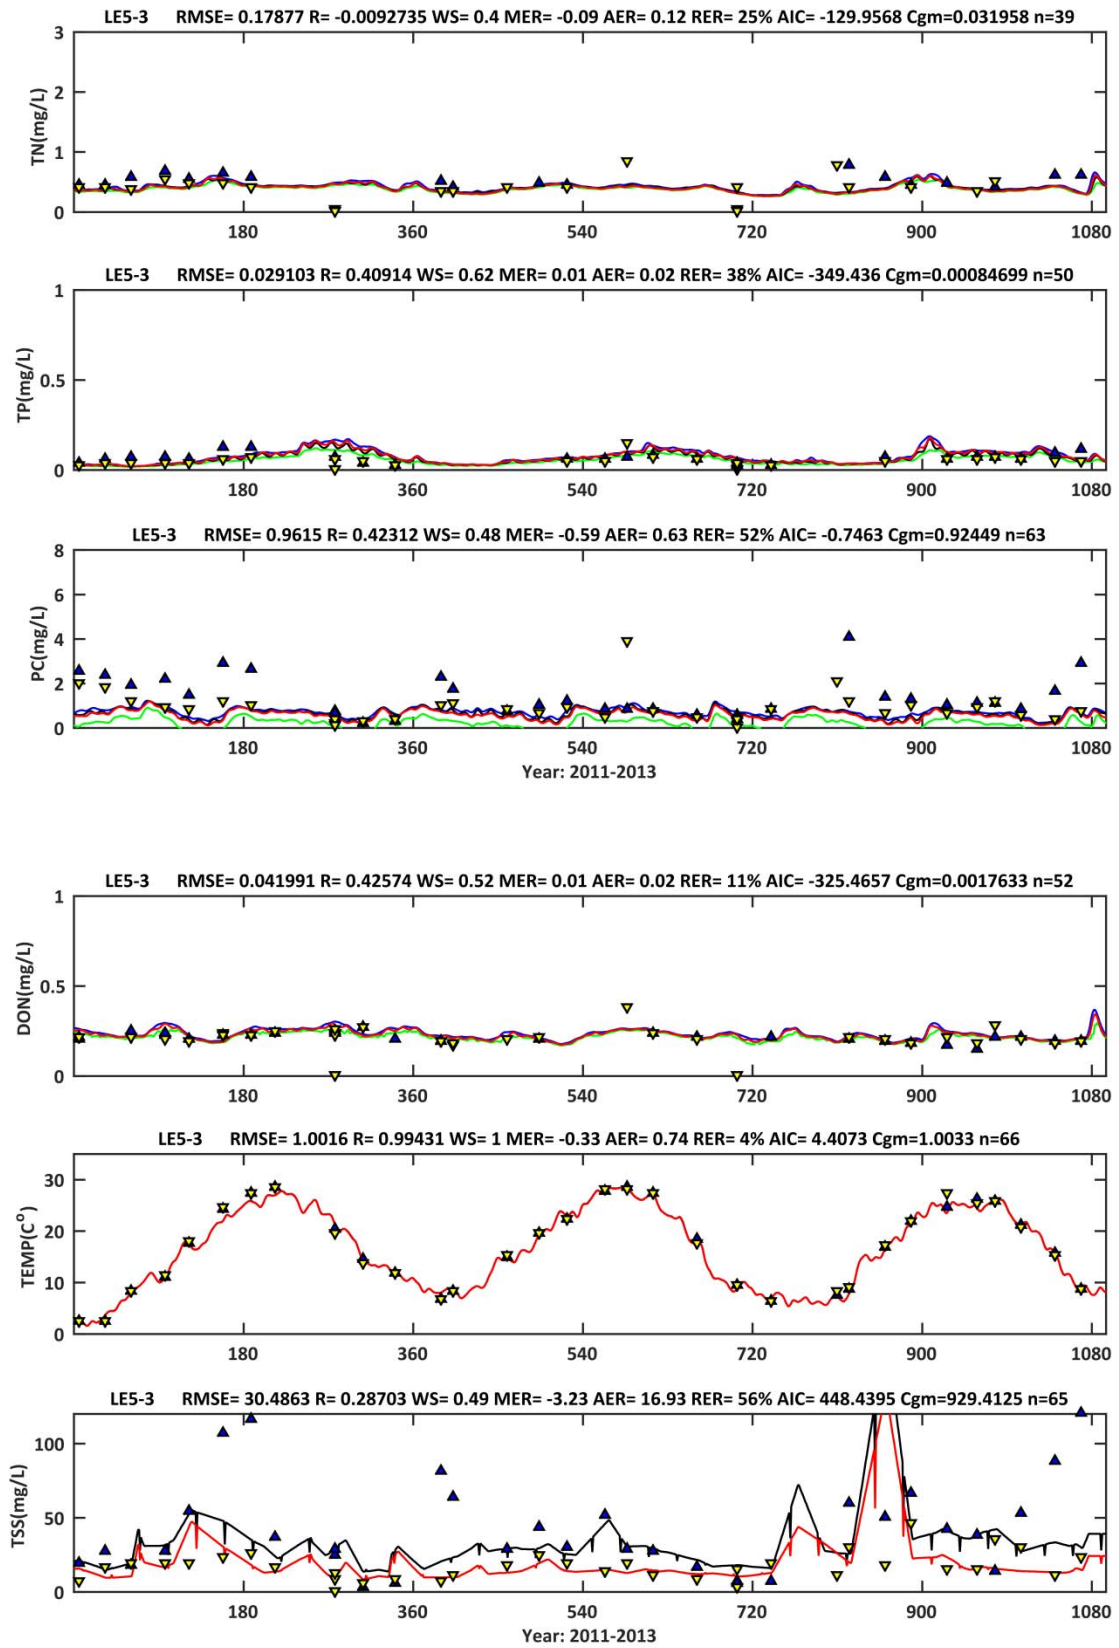 LE5-3 RMSE= 0.17877 R= -0.0092735 WS= 0.4 MER= -0.09 AER= 0.12 RER= 25% AIC= -129.9568 Cgm=0.031958 n=39
3
2
1
0
TN(mg/L)
180 360 540 720 900 1080
LE5-3 RMSE= 0.029103 R= 0.40914 WS= 0.62 MER= 0.01 AER= 0.02 RER= 38% AIC= -349.436 Cgm=0.00084699 n=50
1
0.5
0
TP(mg/L)
180 360 540 720 900 1080
LE5-3 RMSE= 0.9615 R= 0.42312 WS= 0.48 MER= -0.59 AER= 0.63 RER= 52% AIC= -0.7463 Cgm=0.92449 n=63
8
6
4
2
0
PC(mg/L)
180 360 540 720 900 1080
Year: 2011-2013
LE5-3 RMSE= 0.041991 R= 0.42574 WS= 0.52 MER= 0.01 AER= 0.02 RER= 11% AIC= -325.4657 Cgm=0.0017633 n=52
1
0.5
0
DON(mg/L)
180 360 540 720 900 1080
LE5-3 RMSE= 1.0016 R= 0.99431 WS= 1 MER= -0.33 AER= 0.74 RER= 4% AIC= 4.4073 Cgm=1.0033 n=66
30
20
10
0
TEMP(C°)
180 360 540 720 900 1080
LE5-3 RMSE= 30.4863 R= 0.28703 WS= 0.49 MER= -3.23 AER= 16.93 RER= 56% AIC= 448.4395 Cgm=929.4125 n=65
100
50
0
TSS(mg/L)
180 360 540 720 900 1080
Year: 2011-2013